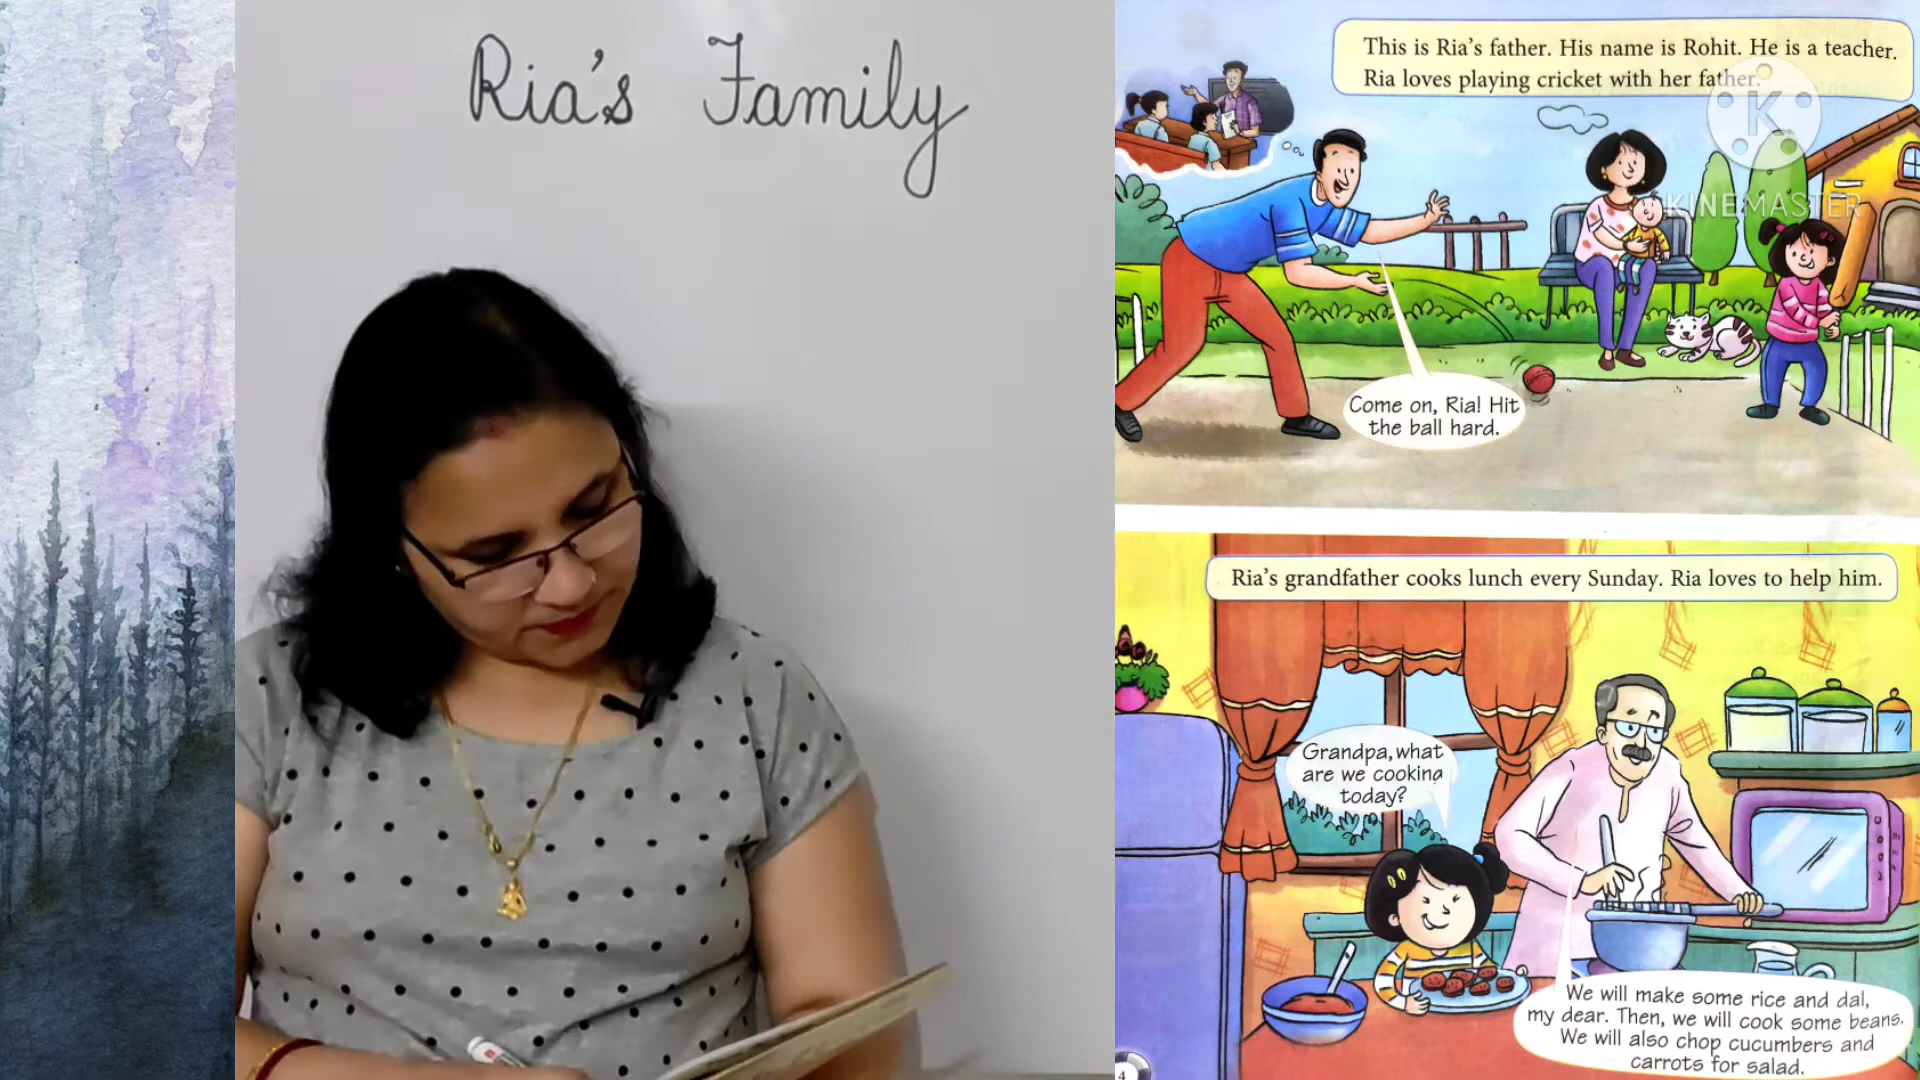 Ria's Family
This is Ria's father. His name is Rohit. He is a teacher.
Ria loves playing cricket with her father.
K
KINEMASTER
Come on, Ria! Hit
the ball hard.
Ria's grandfather cooks lunch every Sunday. Ria loves to help him.
Grandpa, what
are we cooking
today?
We will make some rice and dal,
my dear. Then, we will cook some beans.
We will also chop cucumbers and
carrots for salad.
4